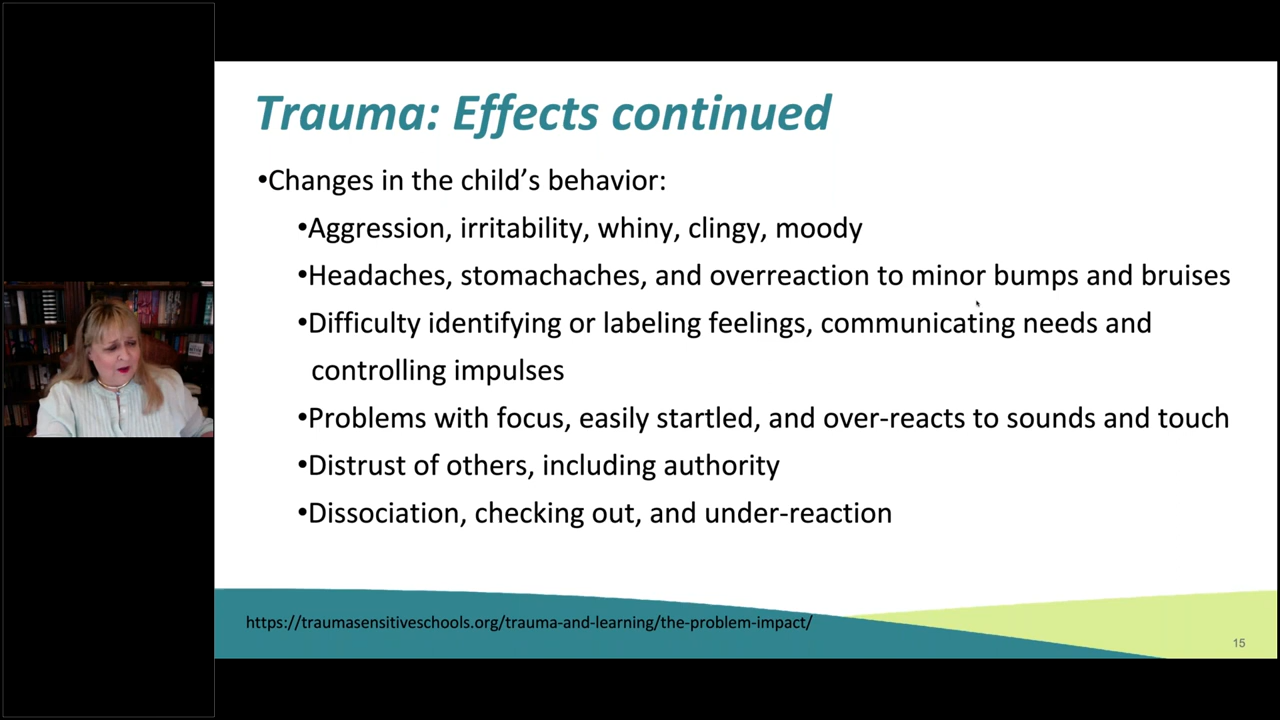 Trauma: Effects continued
•Changes in the child’s behavior:
•Aggression, irritability, whiny, clingy, moody
•Headaches, stomachaches, and overreaction to minor bumps and bruises
•Difficulty identifying or labeling feelings, communicating needs and
controlling impulses
•Problems with focus, easily startled, and over-reacts to sounds and touch
•Distrust of others, including authority
•Dissociation, checking out, and under-reaction
https://traumasensitiveschools.org/trauma-and-learning/the-problem-impact/
15